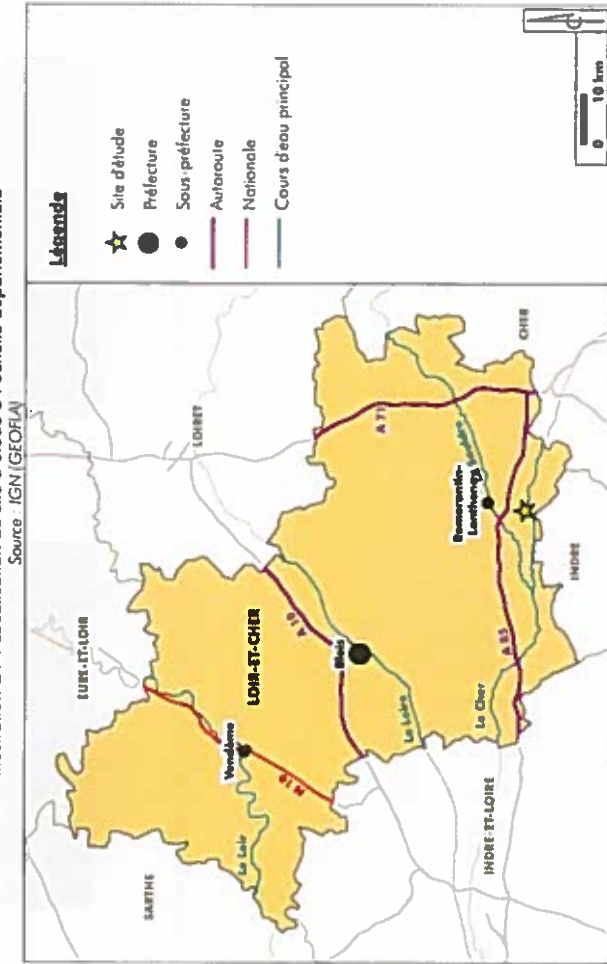 Source : IGN (GEOFLA)
EURE-ET-LOIR
SARTHE
LOIRET
Vendôme
Le Loir
N 10
LOIR-ET-CHER
A 10
Blois
La Loire
A 71
CHER
Romorantin-
Lanthenay
Le Cher
A 85
INDRE
INDRE-ET-LOIRE
Légende
Site d'étude
Préfecture
Sous-préfecture
Autoroute
Nationale
Cours d'eau principal
0 10 km